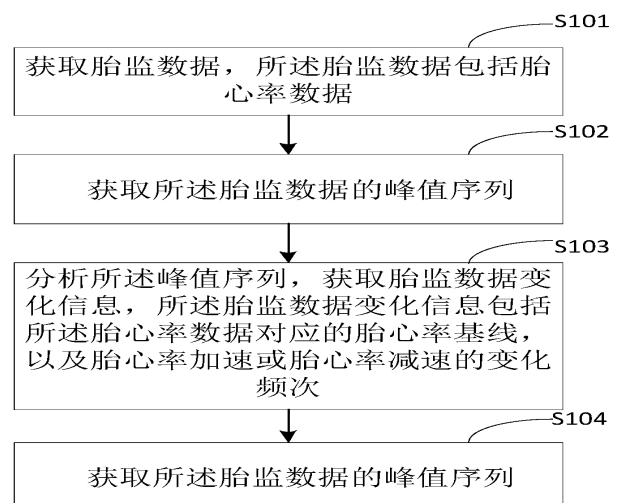 S101
获取胎监数据，所述胎监数据包括胎
心率数据
S102
获取所述胎监数据的峰值序列
S103
分析所述峰值序列，获取胎监数据变
化信息，所述胎监数据变化信息包括
所述胎心率数据对应的胎心率基线，
以及胎心率加速或胎心率减速的变化
频次
S104
获取所述胎监数据的峰值序列